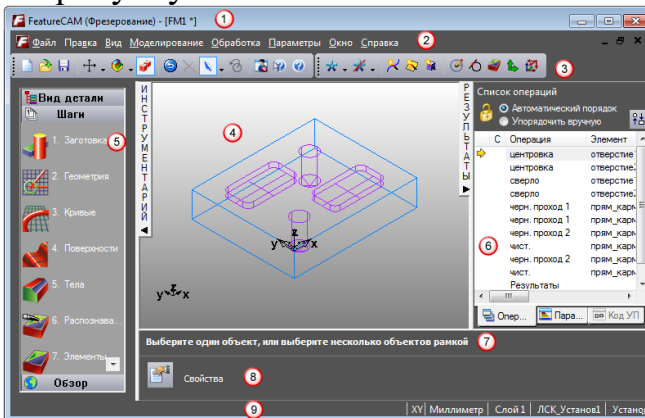 FeatureCAM (Фрезерование) - [FM1 *]
1
Файл Правка Вид Моделирование Обработка Параметры Окно Справка
2
3
Вид детали
Шаги
1. Заготовка
5
2. Геометрия
3. Кривые
4. Поверхности
5. Тела
6. Распознава...
7. Элементы
Обзор
ИНСТРУМЕНТАРИЙ
4
z
y x
y z x
РЕЗУЛЬТАТЫ
Список операций
Автоматический порядок
Упорядочить вручную
С Операция Элемент
центровка отверстие
центровка отверстие
сверло отверстие
сверло отверстие
черн. проход 1 прям_карм
черн. проход 1 прям_карм
черн. проход 2 прям_карм
6 чист. прям_карм
черн. проход 2 прям_карм
чист. прям_карм
Результаты
Опер... Пара... Код УП
Выберите один объект, или выберите несколько объектов рамкой 7
Свойства 8
9
XY Миллиметр Слой1 ЛСК_Установ1 Устано